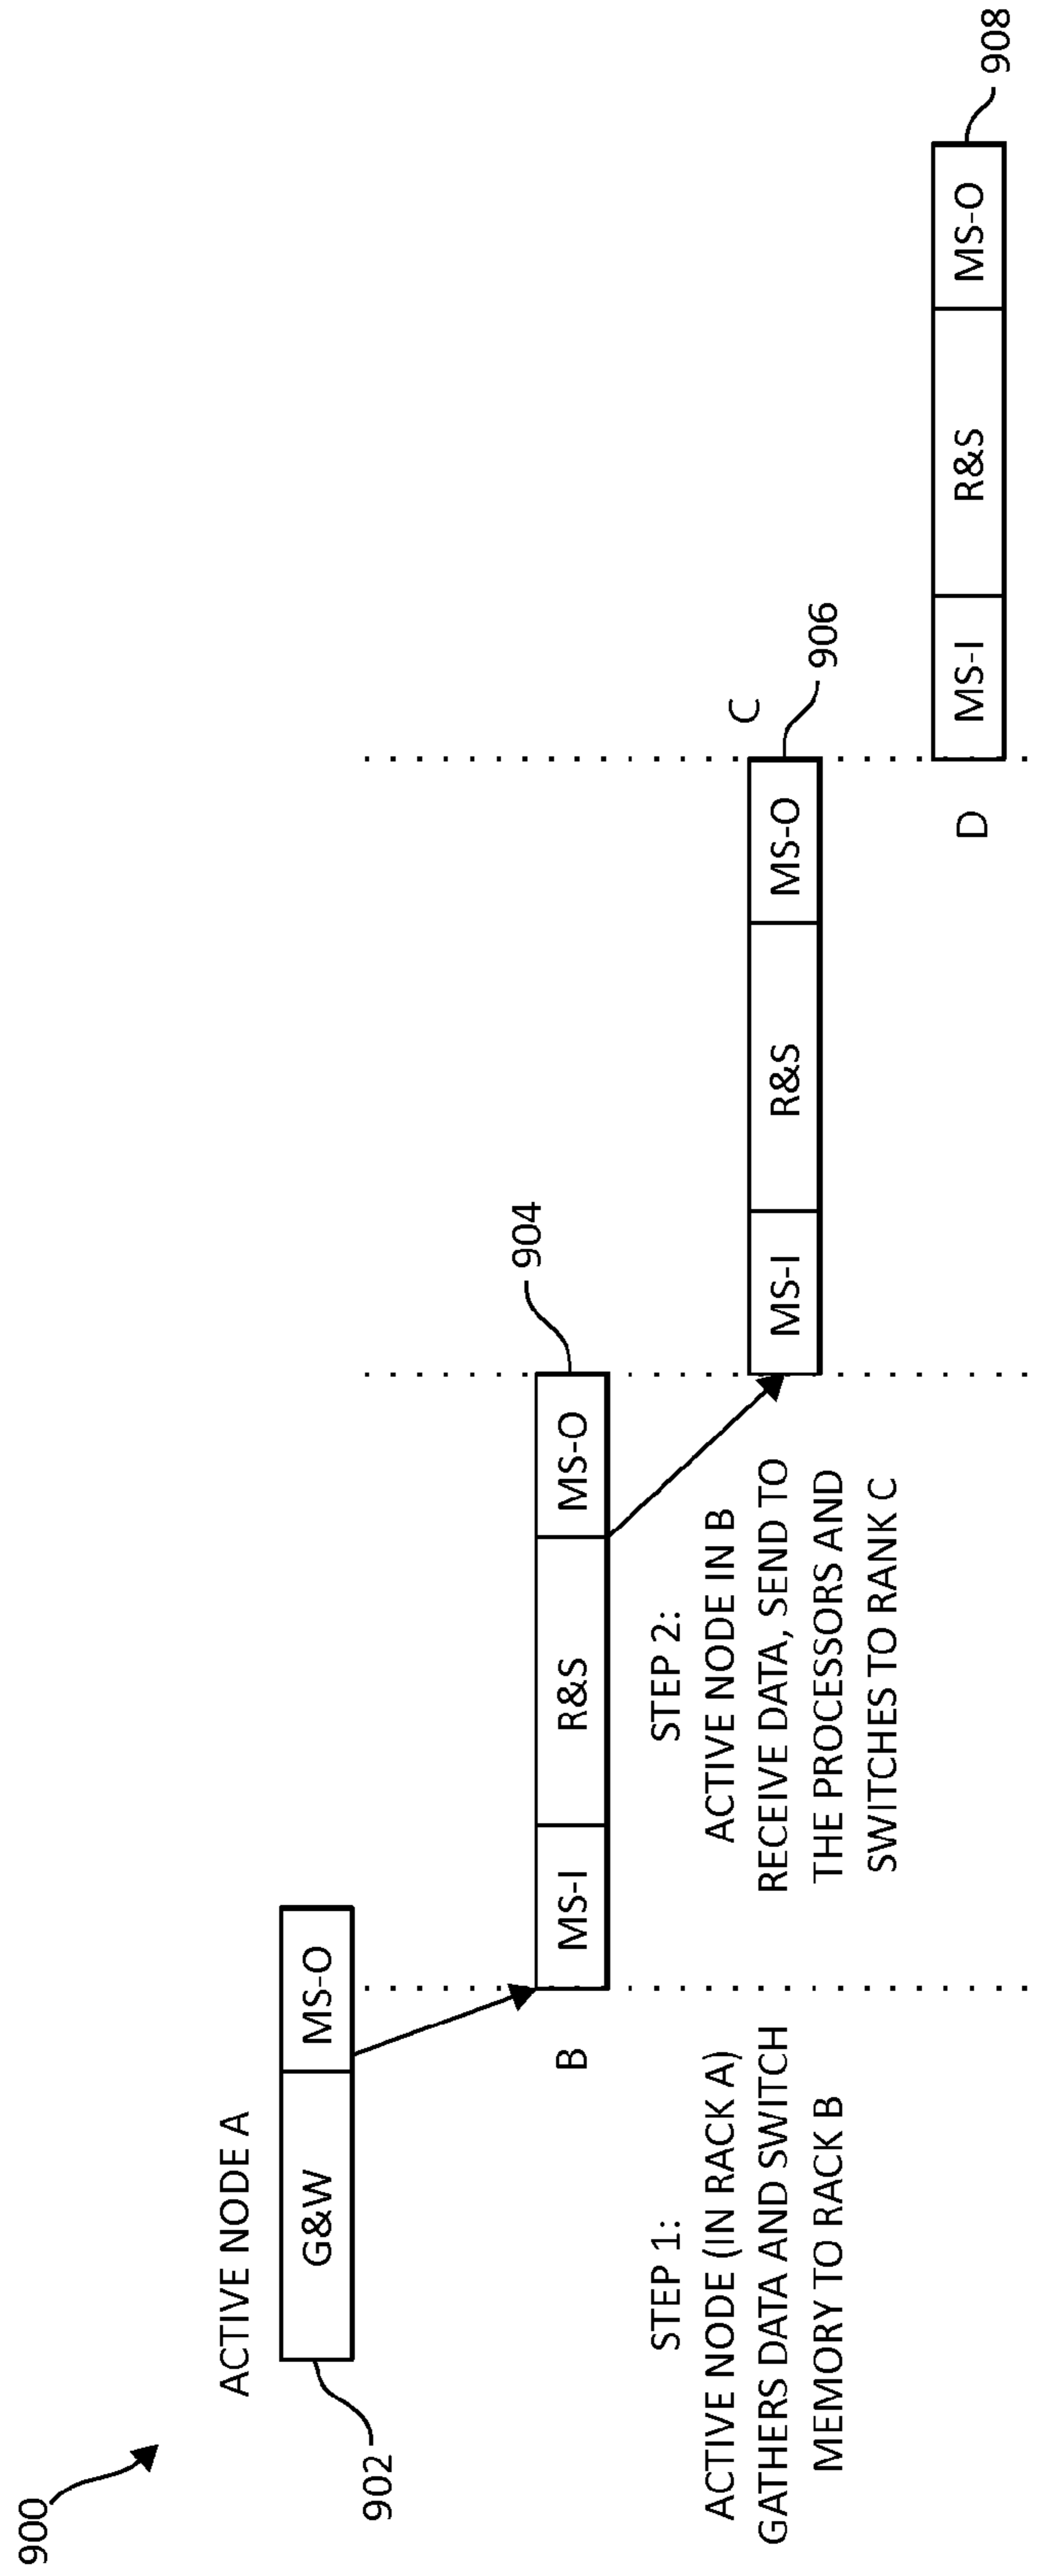 900
ACTIVE NODE A
G&W
MS-O
902
B
MS-I
R&S
MS-O
904
C
MS-I
R&S
MS-O
906
D
MS-I
R&S
MS-O
908
STEP 1:
ACTIVE NODE (IN RACK A)
GATHERS DATA AND SWITCH
MEMORY TO RACK B
STEP 2:
ACTIVE NODE IN B
RECEIVE DATA, SEND TO
THE PROCESSORS AND
SWITCHES TO RANK C